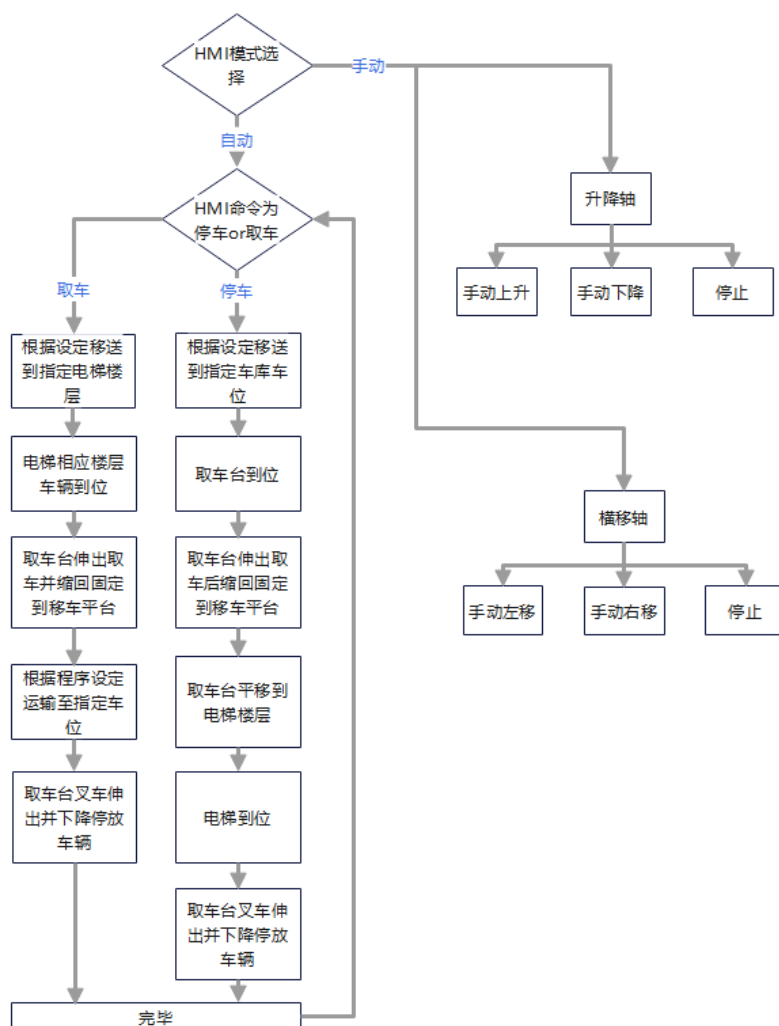 HMI模式选
择
手动
自动
HMI命令为
停车or取车
升降轴
手动上升
手动下降
停止
取车
停车
根据设定移送
到指定电梯楼
层
根据设定移送
到指定车库车
位
电梯相应楼层
车辆到位
取车台到位
横移轴
取车台伸出取
车并缩回固定
到移车平台
取车台伸出取
车后缩回固定
到移车平台
手动左移
手动右移
停止
根据程序设定
运输至指定车
位
取车台平移到
电梯楼层
取车台叉车伸
出并下降停放
车辆
电梯到位
取车台叉车伸
出并下降停放
车辆
完毕